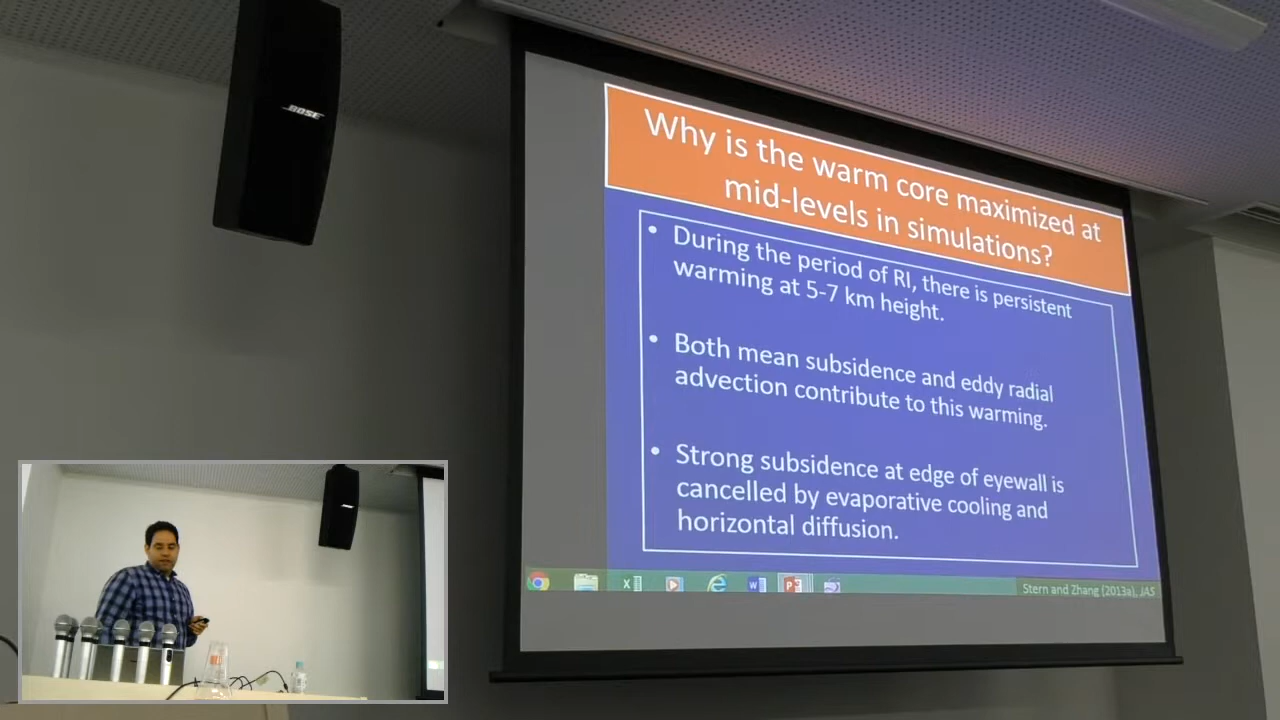 BOSE
Why is the warm core maximized at
mid-levels in simulations?
• During the period of RI, there is persistent
warming at 5-7 km height.
• Both mean subsidence and eddy radial
advection contribute to this warming.
• Strong subsidence at edge of eyewall is
cancelled by evaporative cooling and
horizontal diffusion.
Stern and Zhang (2013a), JAS